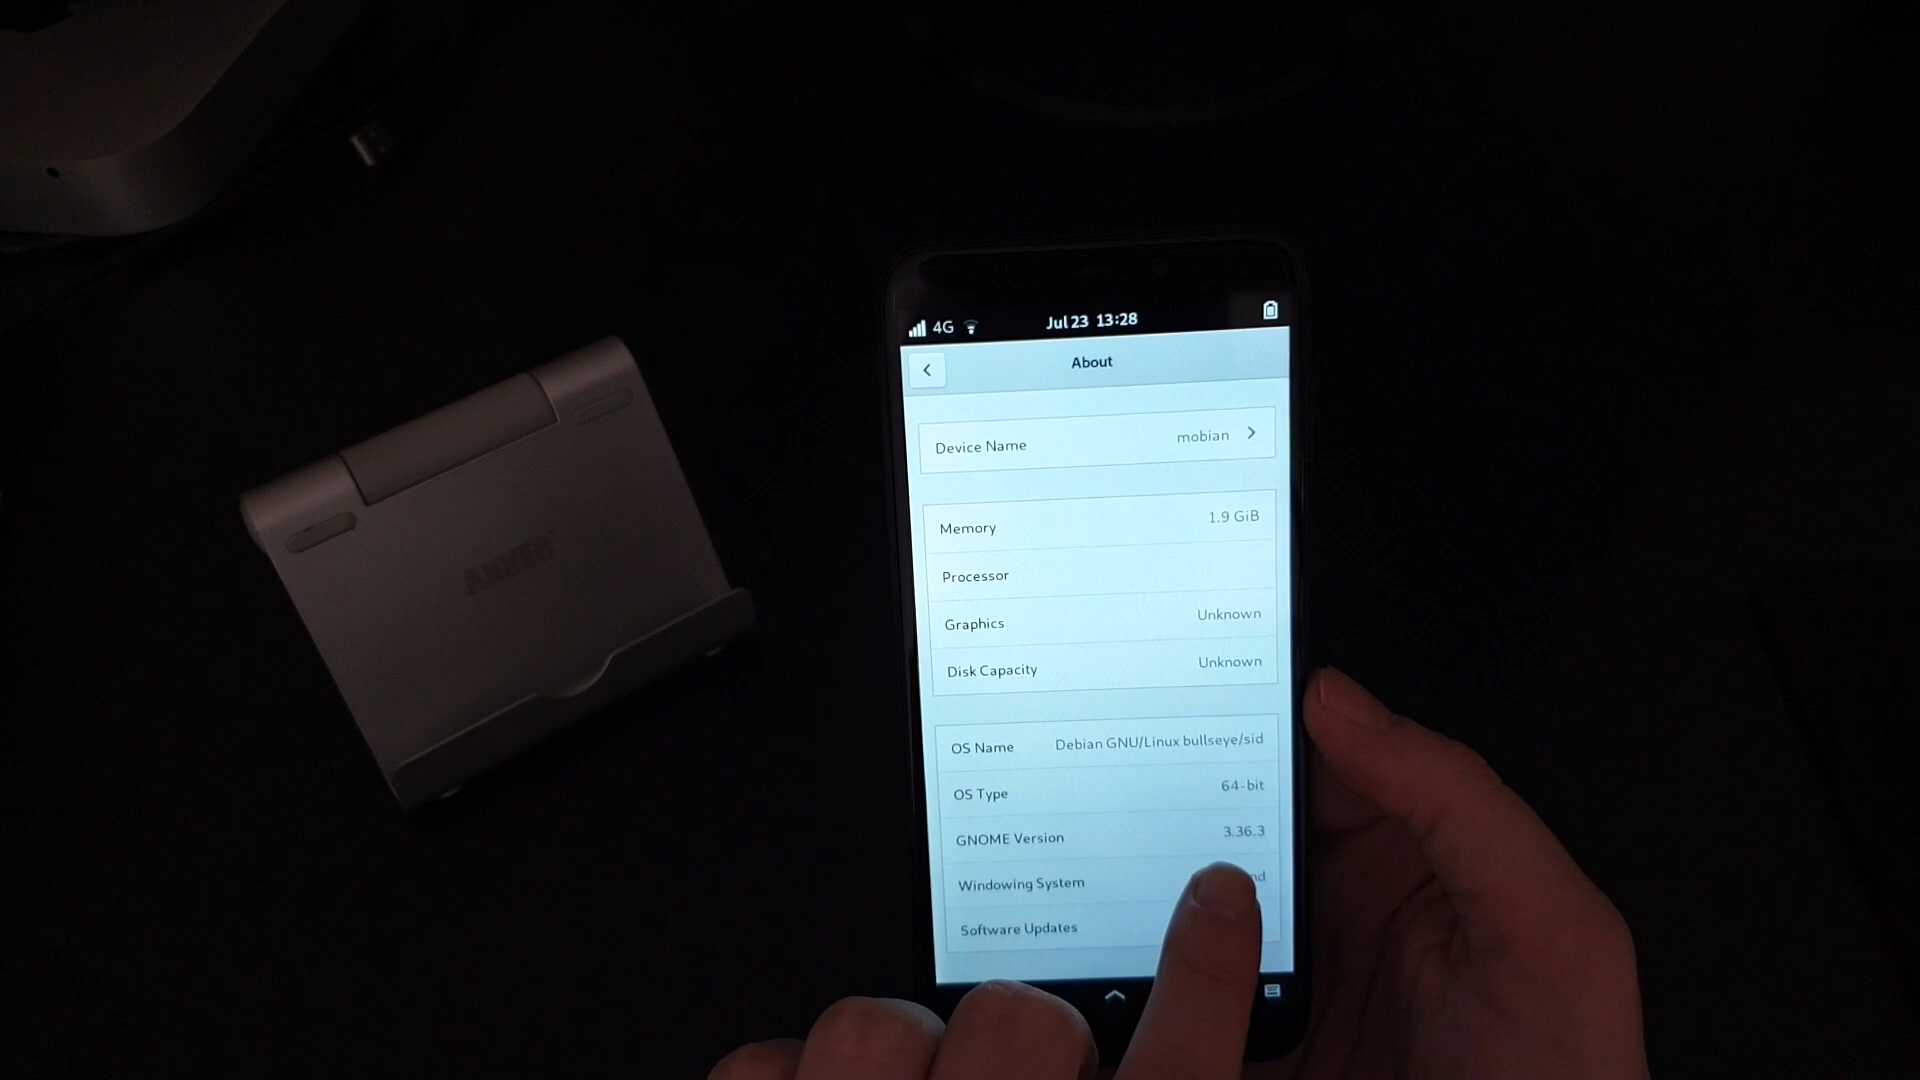 4G
Jul 23 13:28
About
Device Name mobian
Memory 1.9 GiB
Processor
Graphics Unknown
Disk Capacity Unknown
OS Name Debian GNU/Linux bullseye/sid
OS Type 64-bit
GNOME Version 3.36.3
Windowing System nd
Software Updates
ANKER